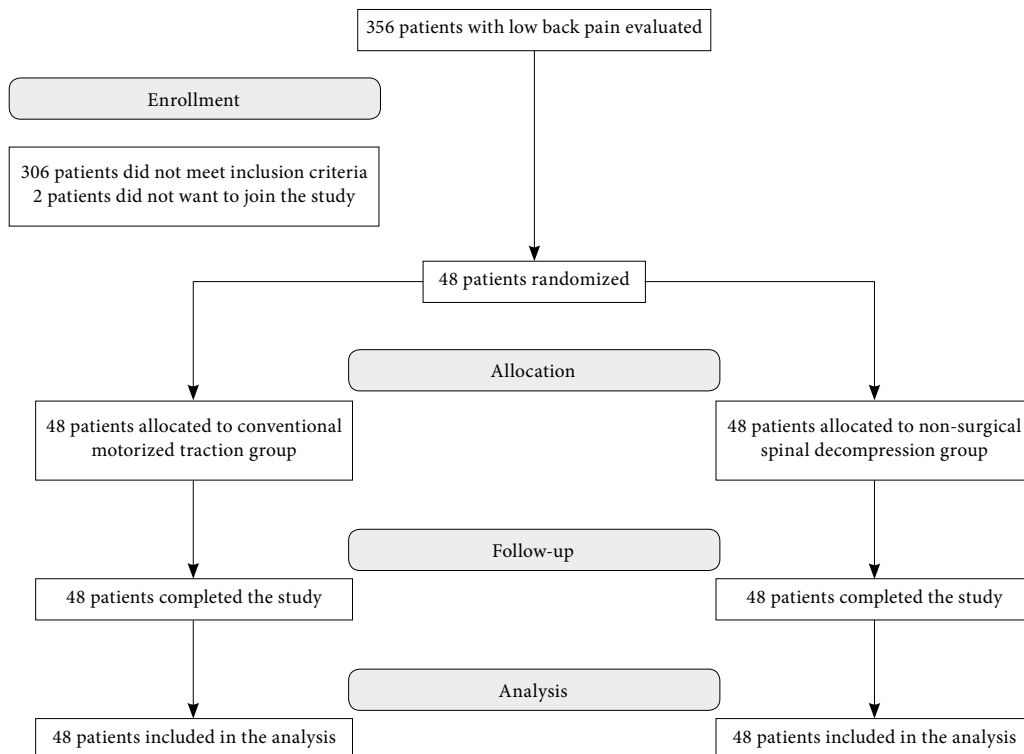 356 patients with low back pain evaluated
Enrollment
306 patients did not meet inclusion criteria
2 patients did not want to join the study
48 patients randomized
Allocation
48 patients allocated to conventional
motorized traction group
48 patients allocated to non-surgical
spinal decompression group
Follow-up
48 patients completed the study
48 patients completed the study
Analysis
48 patients included in the analysis
48 patients included in the analysis